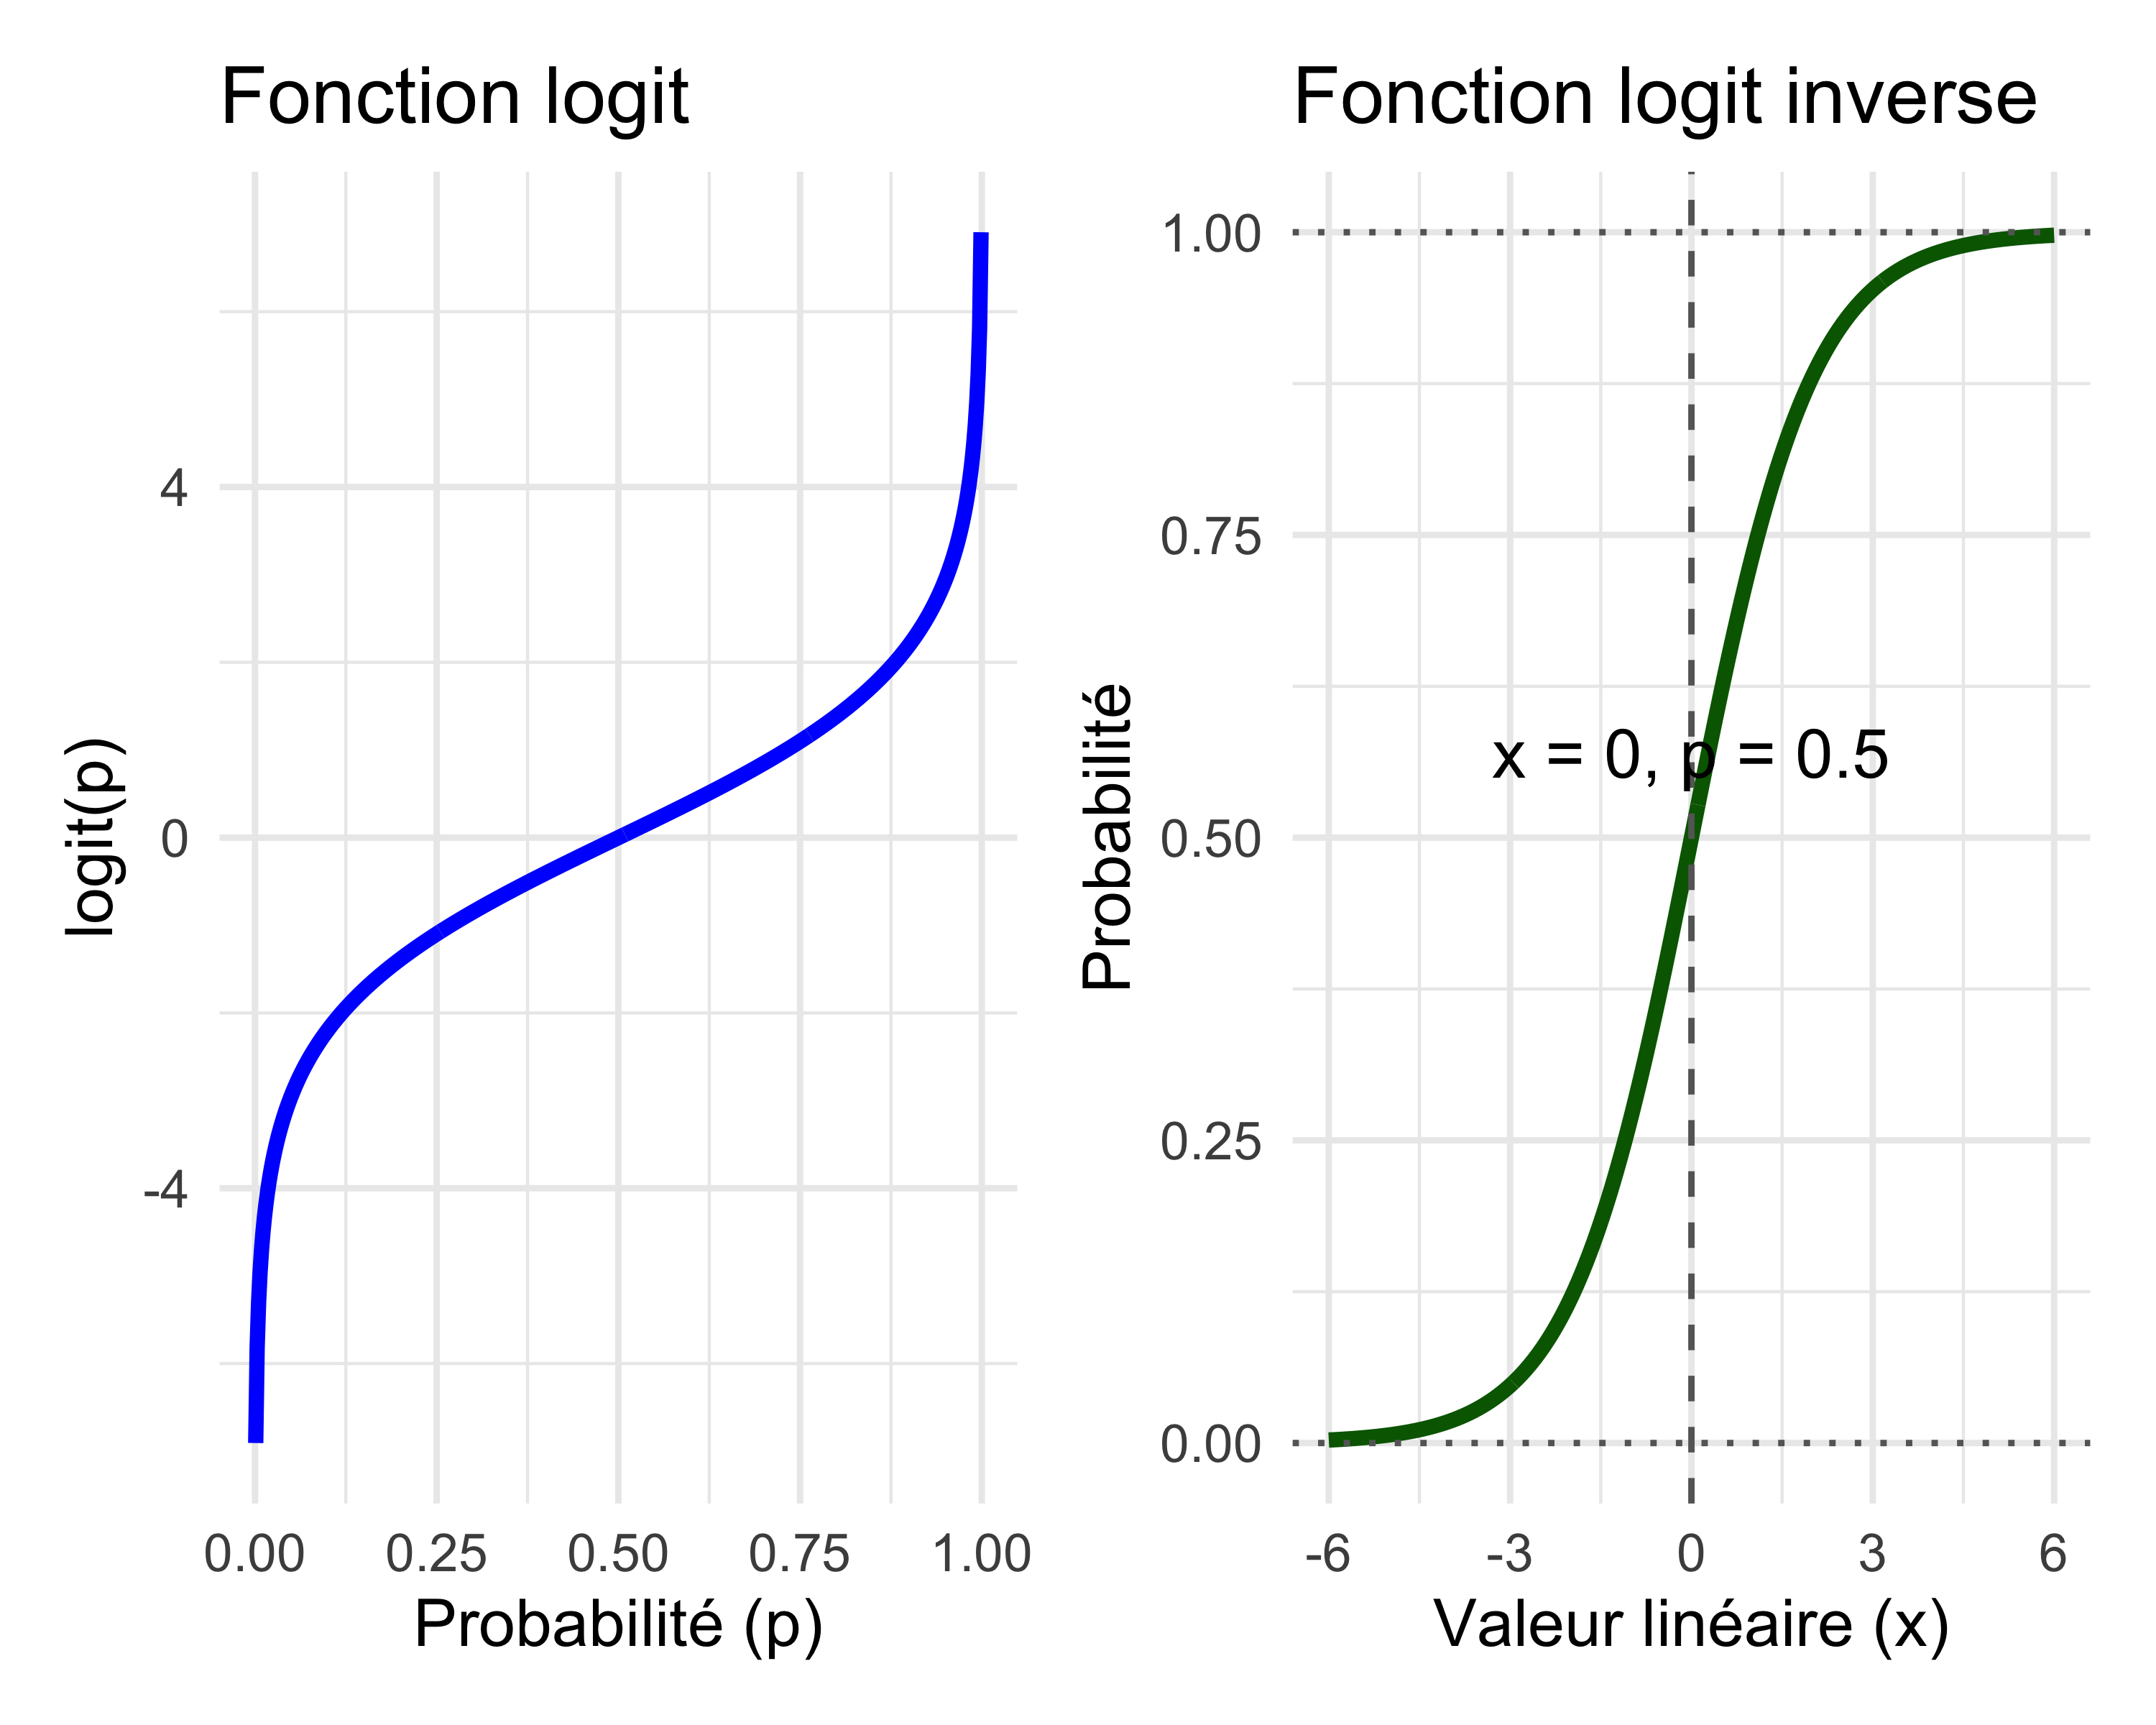 Fonction logit
logit(p)
4
0
-4
0.00 0.25 0.50 0.75 1.00
Probabilité (p)
Fonction logit inverse
Probabilité
1.00
0.75
x = 0, p = 0.5
0.50
0.25
0.00
-6 -3 0 3 6
Valeur linéaire (x)